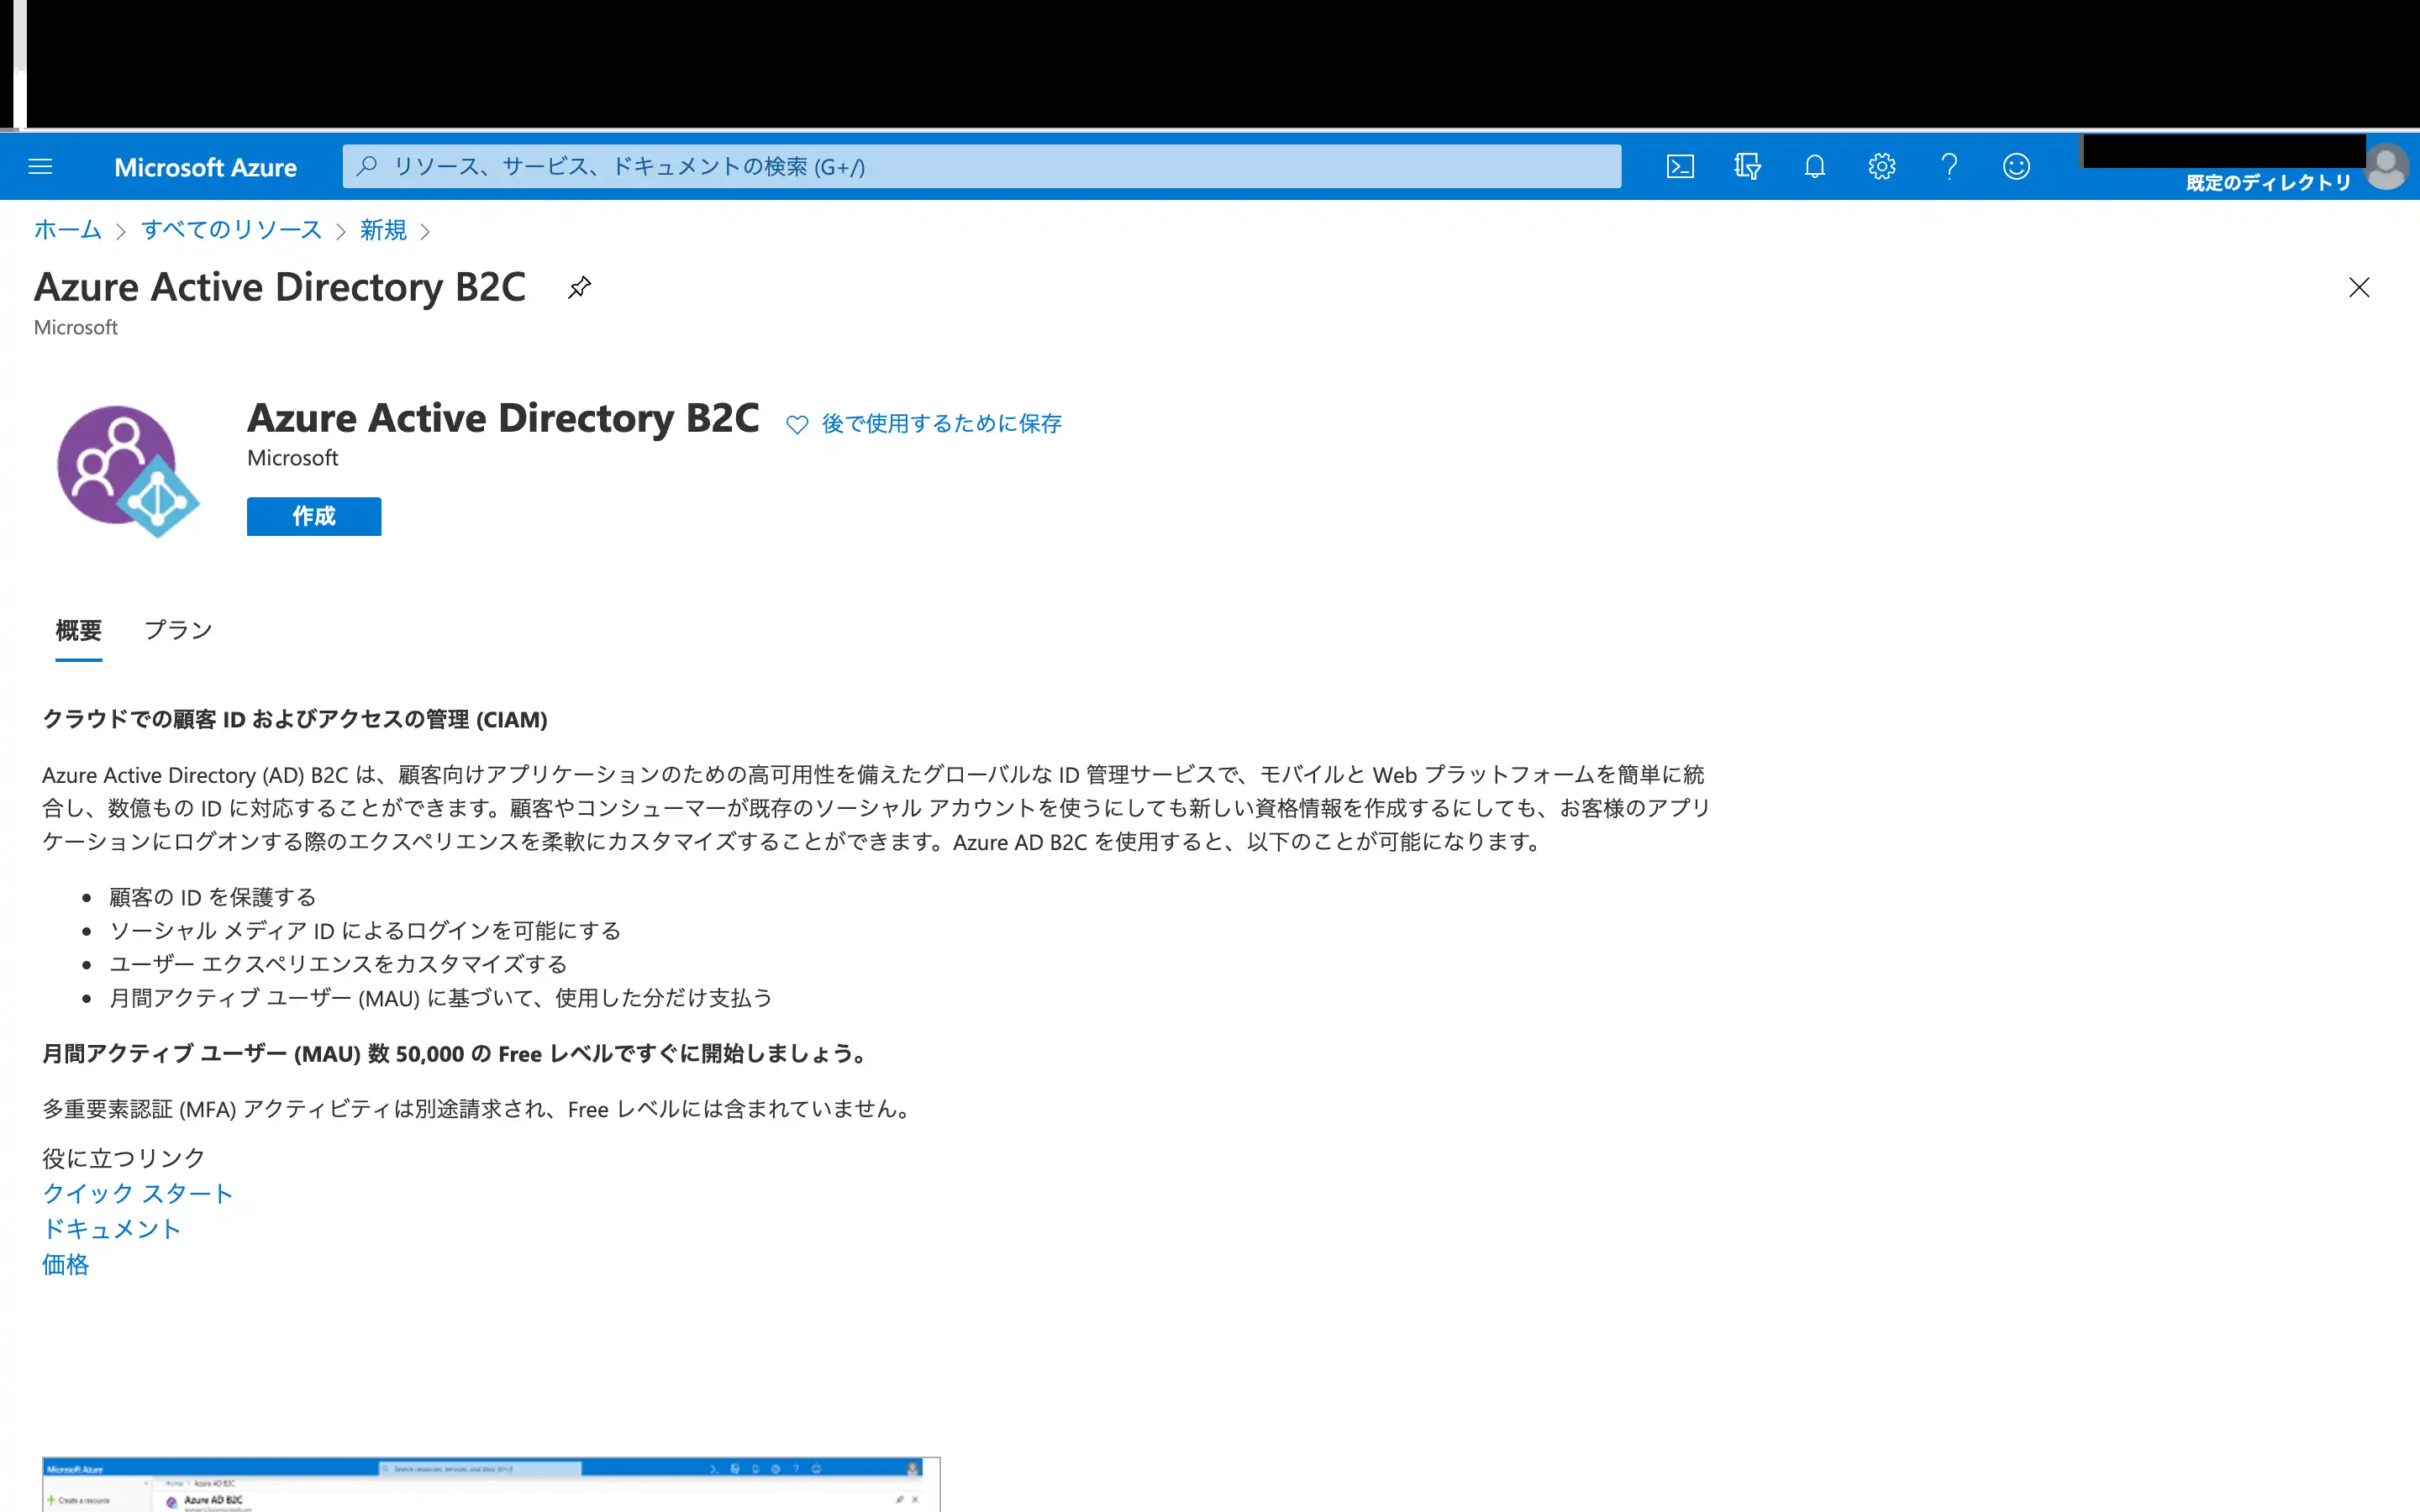 Microsoft Azure
リソース、サービス、ドキュメントの検索 (G+/)
既定のディレクトリ
ホーム > すべてのリソース > 新規 >
Azure Active Directory B2C
Microsoft
Azure Active Directory B2C
後で使用するために保存
Microsoft
作成
概要 プラン
クラウドでの顧客 ID およびアクセスの管理 (CIAM)
Azure Active Directory (AD) B2C は、顧客向けアプリケーションのための高可用性を備えたグローバルな ID 管理サービスで、モバイルと Web プラットフォームを簡単に統
合し、数億もの ID に対応することができます。顧客やコンシューマーが既存のソーシャル アカウントを使うにしても新しい資格情報を作成するにしても、お客様のアプリ
ケーションにログオンする際のエクスペリエンスを柔軟にカスタマイズすることができます。Azure AD B2C を使用すると、以下のことが可能になります。
• 顧客の ID を保護する
• ソーシャル メディア ID によるログインを可能にする
• ユーザー エクスペリエンスをカスタマイズする
• 月間アクティブ ユーザー (MAU) に基づいて、使用した分だけ支払う
月間アクティブ ユーザー (MAU) 数 50,000 の Free レベルですぐに開始しましょう。
多重要素認証 (MFA) アクティビティは別途請求され、Free レベルには含まれていません。
役に立つリンク
クイック スタート
ドキュメント
価格
Microsoft Azure
Search resources, services, and docs (G+/)
Home > Azure AD B2C
Create a resource
Azure AD B2C